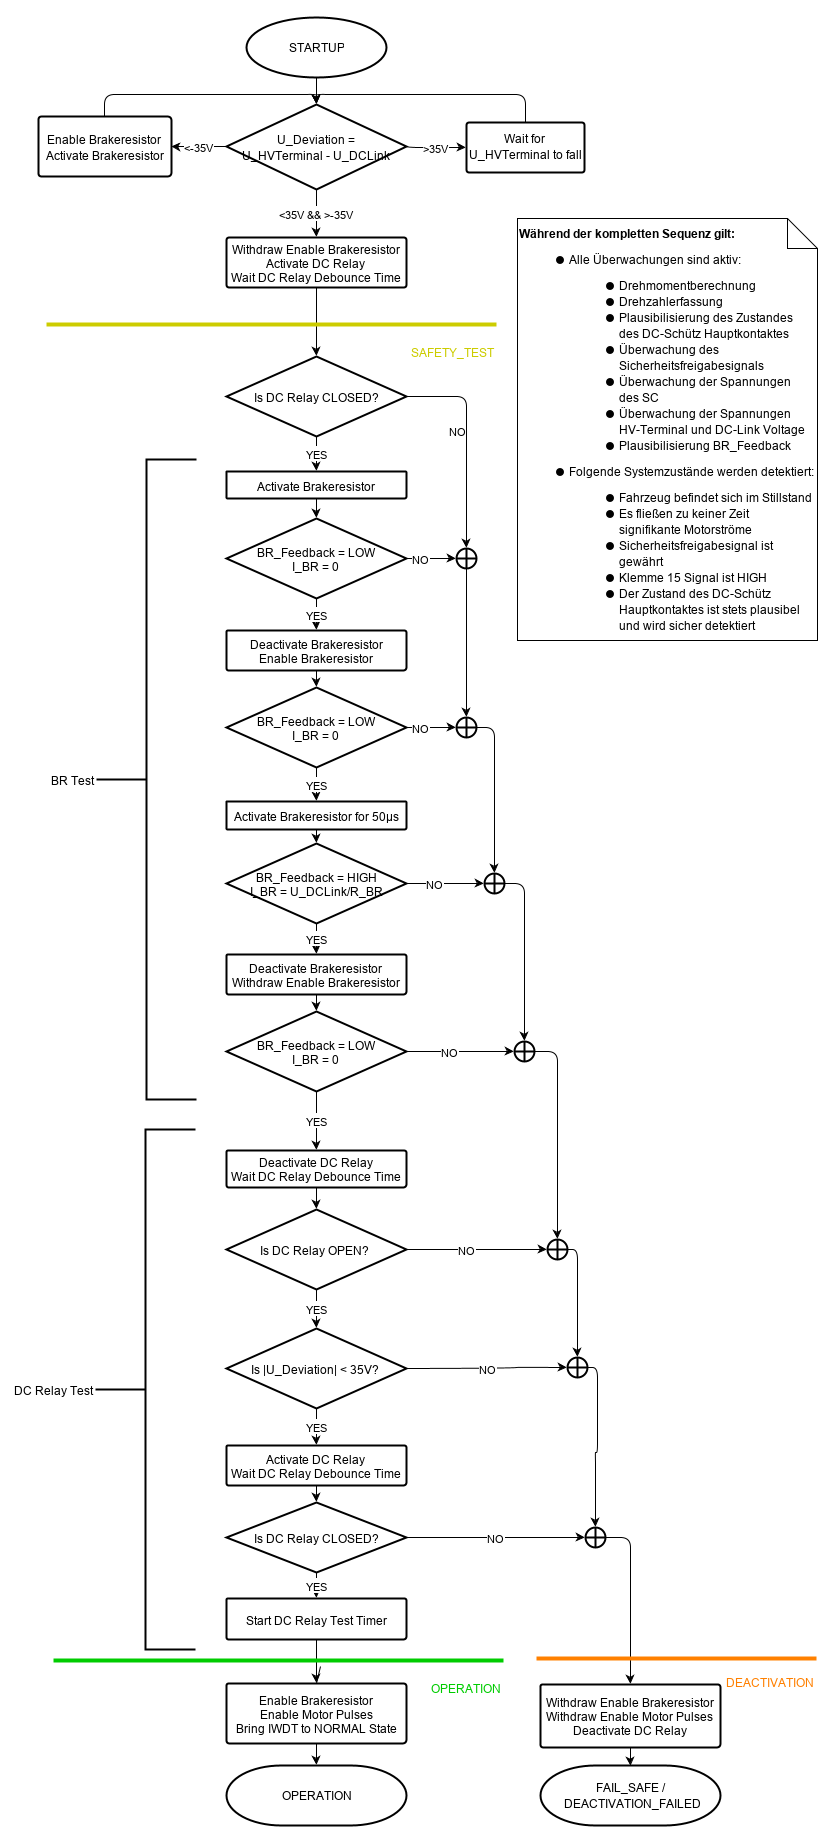 STARTUP
U_Deviation =
U_HVTerminal - U_DCLink
Enable Brakeresistor
Activate Brakeresistor
<-35V
>35V
Wait for
U_HVTerminal to fall
<35V && >-35V
Withdraw Enable Brakeresistor
Activate DC Relay
Wait DC Relay Debounce Time
Während der kompletten Sequenz gilt:
Alle Überwachungen sind aktiv:
Drehmomentberechnung
Drehzahlerfassung
Plausibilisierung des Zustandes
des DC-Schütz Hauptkontaktes
Überwachung des
Sicherheitsfreigabesignals
Überwachung der Spannungen
des SC
Überwachung der Spannungen
HV-Terminal und DC-Link Voltage
Plausibilisierung BR_Feedback
Folgende Systemzustände werden detektiert:
Fahrzeug befindet sich im Stillstand
Es fließen zu keiner Zeit
signifikante Motorströme
Sicherheitsfreigabesignal ist
gewährt
Klemme 15 Signal ist HIGH
Der Zustand des DC-Schütz
Hauptkontaktes ist stets plausibel
und wird sicher detektiert
SAFETY_TEST
Is DC Relay CLOSED?
NO
YES
Activate Brakeresistor
BR_Feedback = LOW
I_BR = 0
NO
YES
Deactivate Brakeresistor
Enable Brakeresistor
BR_Feedback = LOW
I_BR = 0
NO
YES
BR Test
Activate Brakeresistor for 50µs
BR_Feedback = HIGH
I_BR = U_DCLink/R_BR
NO
YES
Deactivate Brakeresistor
Withdraw Enable Brakeresistor
BR_Feedback = LOW
I_BR = 0
NO
YES
Deactivate DC Relay
Wait DC Relay Debounce Time
Is DC Relay OPEN?
NO
YES
Is |U_Deviation| < 35V?
NO
DC Relay Test
YES
Activate DC Relay
Wait DC Relay Debounce Time
Is DC Relay CLOSED?
NO
YES
Start DC Relay Test Timer
OPERATION
DEACTIVATION
Enable Brakeresistor
Enable Motor Pulses
Bring IWDT to NORMAL State
Withdraw Enable Brakeresistor
Withdraw Enable Motor Pulses
Deactivate DC Relay
OPERATION
FAIL_SAFE /
DEACTIVATION_FAILED